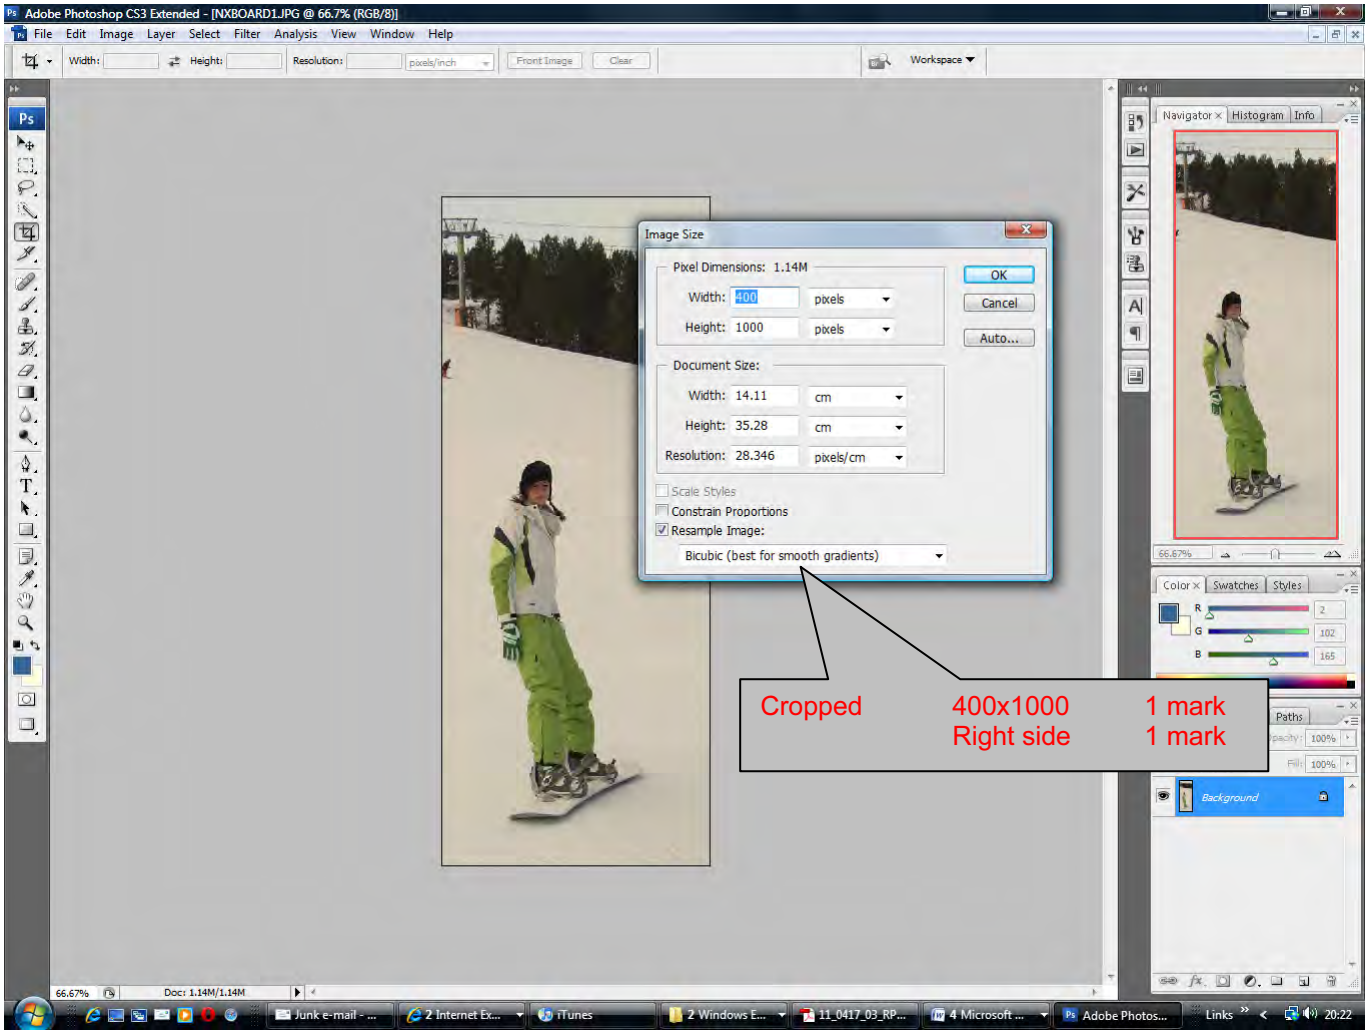 Ps Adobe Photoshop CS3 Extended - [NXBOARD1.JPG @ 66.7% (RGB/8)]
Ps File Edit Image Layer Select Filter Analysis View Window Help
Width: Height: Resolution: pixels/inch Front Image Clear Workspace
Ps
Navigator × Histogram Info
Image Size
Pixel Dimensions: 1.14M
Width: 400 pixels
Height: 1000 pixels
OK
Cancel
Auto...
Document Size:
Width: 14.11 cm
Height: 35.28 cm
Resolution: 28.346 pixels/cm
Scale Styles
Constrain Proportions
Resample Image:
Bicubic (best for smooth gradients)
66.67%
Color × Swatches Styles
R 2
G 102
B 165
Cropped 400x1000 1 mark
Right side 1 mark
Paths
100%
Fill: 100%
Background
66.67% Doc: 1.14M/1.14M
Junk e-mail - ... 2 Internet Ex... iTunes 2 Windows E... 11_0417_03_RP... 4 Microsoft ... Ps Adobe Photos... Links 20:22